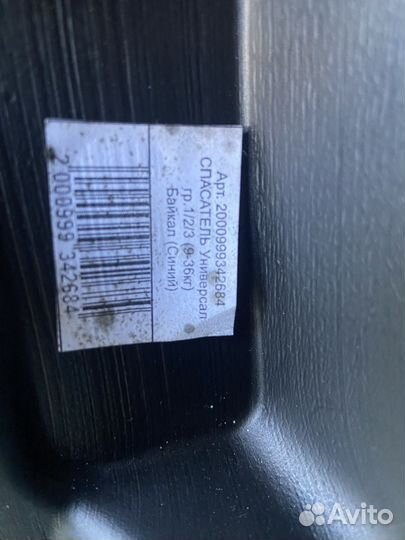 Арт. 2000999342684
СПАСАТЕЛЬ Универсал
гр.1/2/3 (9-36кг)
Байкал (Синий)
2 000999 342684
Avito